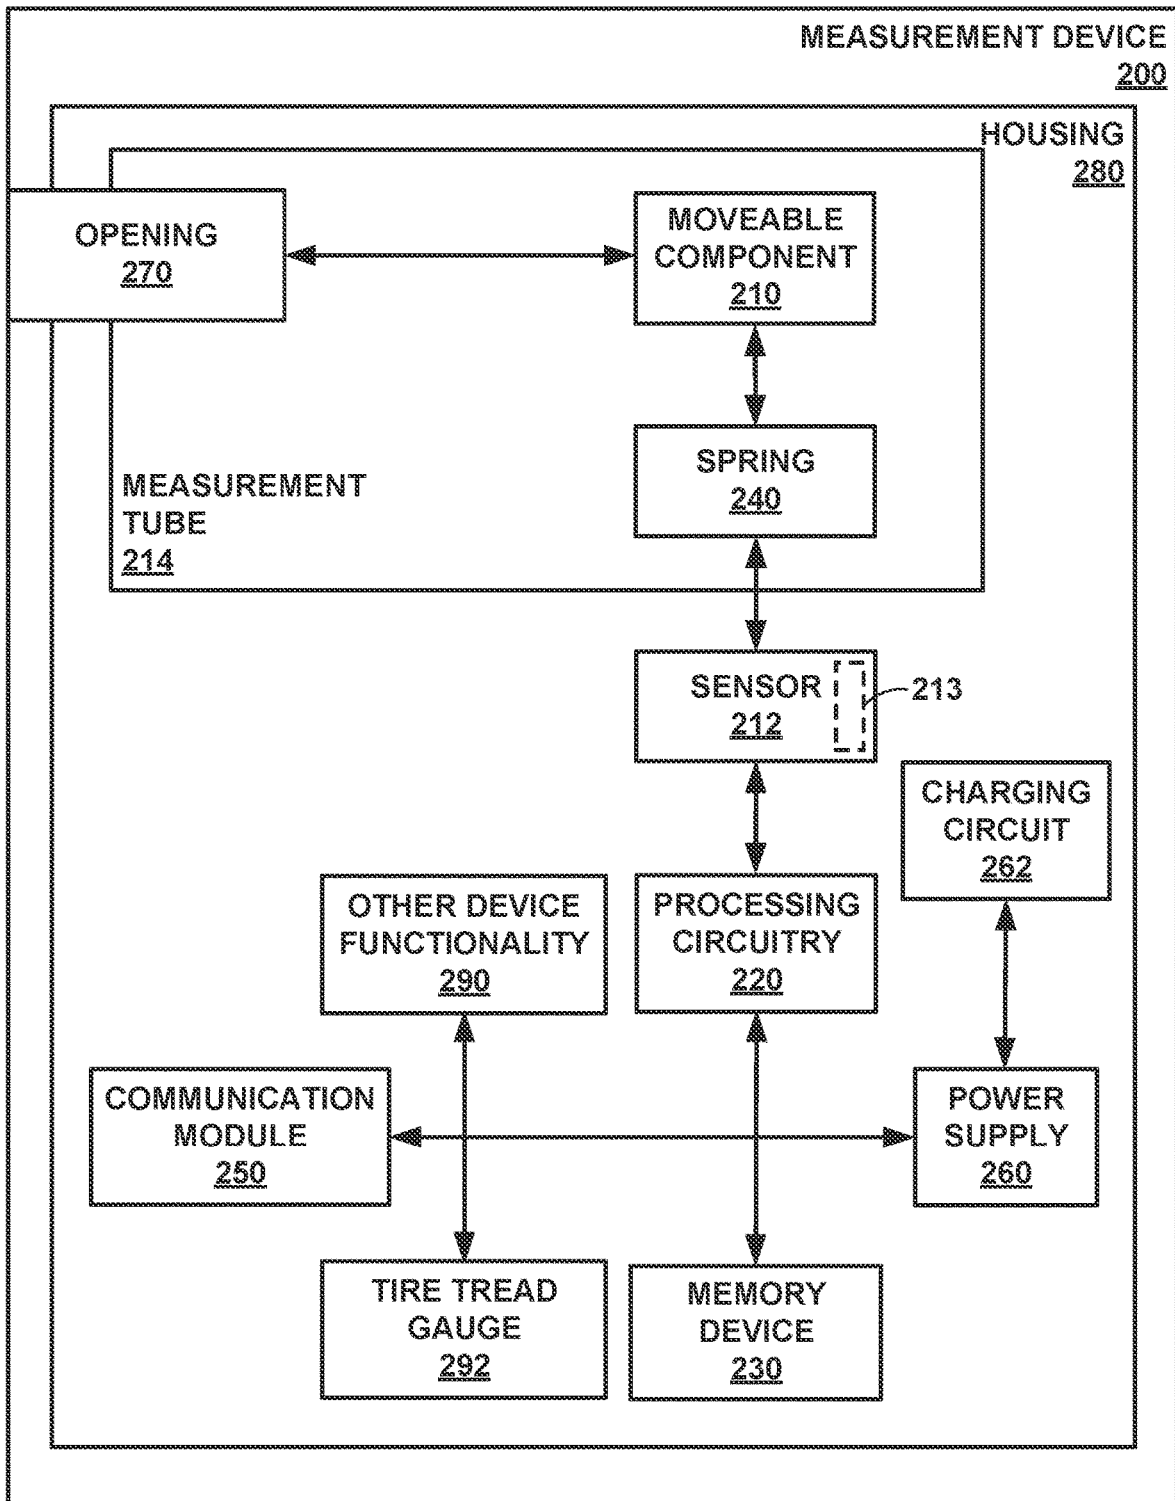 MEASUREMENT DEVICE
200
HOUSING
280
OPENING
270
MOVEABLE
COMPONENT
210
SPRING
240
MEASUREMENT
TUBE
214
SENSOR
212
213
CHARGING
CIRCUIT
262
OTHER DEVICE
FUNCTIONALITY
290
PROCESSING
CIRCUITRY
220
COMMUNICATION
MODULE
250
POWER
SUPPLY
260
TIRE TREAD
GAUGE
292
MEMORY
DEVICE
230